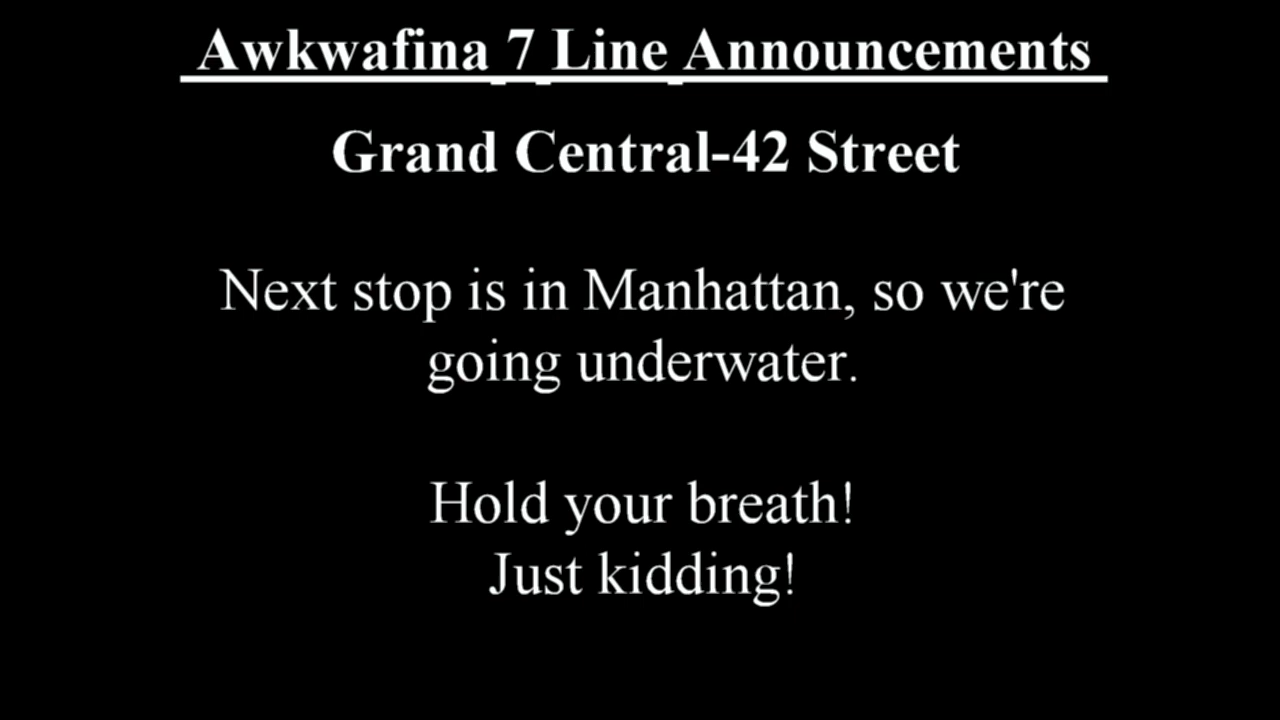 Awkwafina 7 Line Announcements
Grand Central-42 Street
Next stop is in Manhattan, so we're
going underwater.
Hold your breath!
Just kidding!